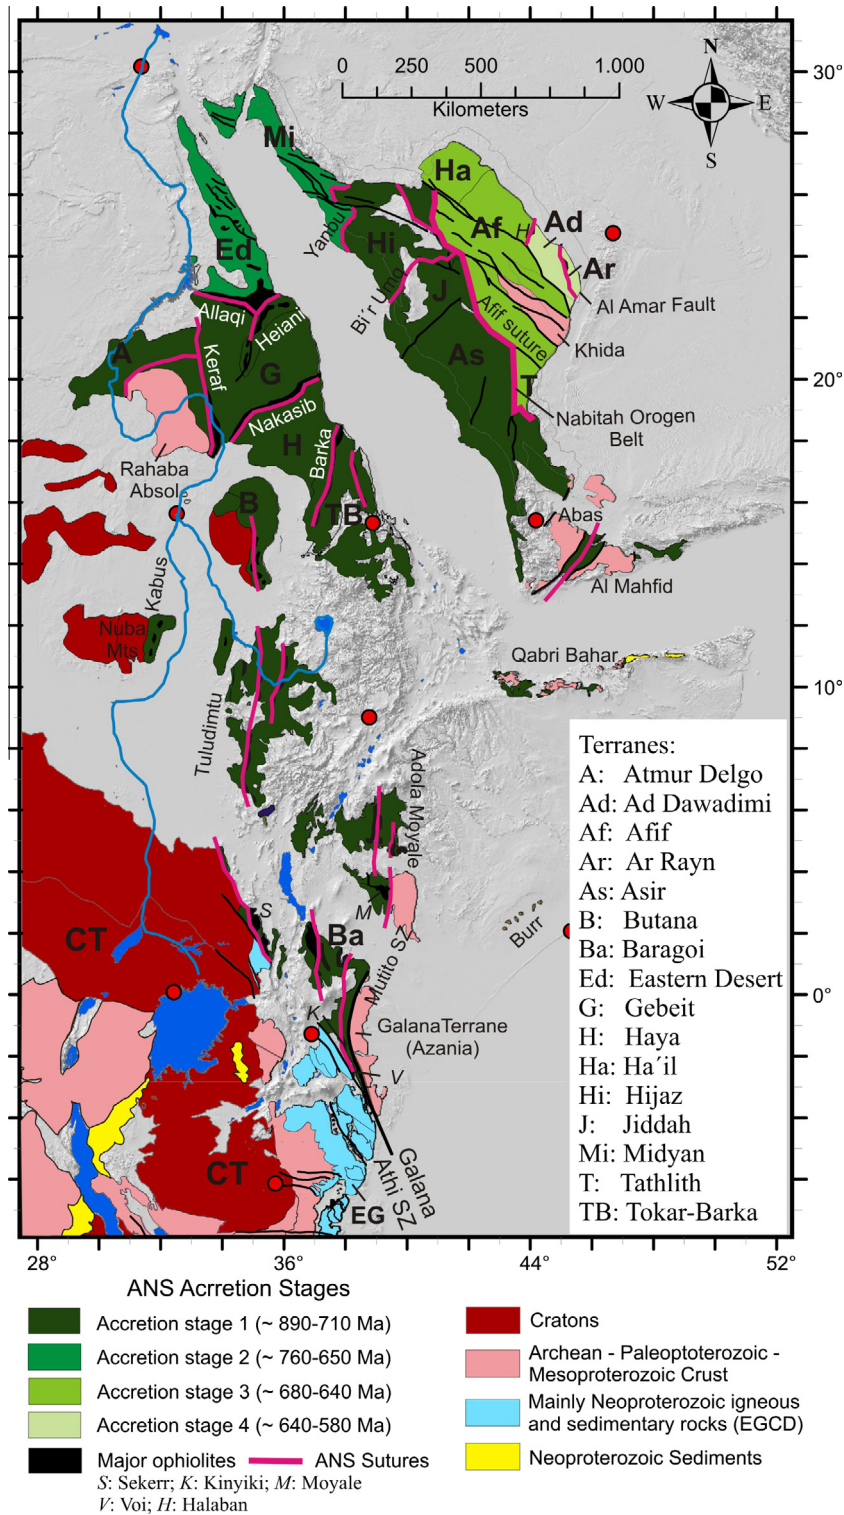 N
W E
S
0 250 500 1.000
Kilometers
30°
20°
10°
0°
Mi
Ha
Ed
Yanbu
Hi
Af
H
Ad
Ar
Al Amar Fault
Bi´r Umq
J
Afif suture
Khida
As
T
Nabitah Orogen
Belt
Allaqi
Heiani
A
Keraf
G
Nakasib
H
Barka
Rahaba
Absol
B
TB
Abas
Al Mahfid
Kabus
Nuba
Mts
Qabri Bahar
Tuludimtu
Adola Moyale
CT
S
M
Ba
Mutito SZ
K
GalanaTerrane
(Azania)
V
Burr
CT
Galana
Athi SZ
EG
Terranes:
A: Atmur Delgo
Ad: Ad Dawadimi
Af: Afif
Ar: Ar Rayn
As: Asir
B: Butana
Ba: Baragoi
Ed: Eastern Desert
G: Gebeit
H: Haya
Ha: Ha´il
Hi: Hijaz
J: Jiddah
Mi: Midyan
T: Tathlith
TB: Tokar-Barka
28° 36° 44° 52°
ANS Acrretion Stages
Accretion stage 1 (~ 890-710 Ma)
Accretion stage 2 (~ 760-650 Ma)
Accretion stage 3 (~ 680-640 Ma)
Accretion stage 4 (~ 640-580 Ma)
Major ophiolites ANS Sutures
S: Sekerr; K: Kinyiki; M: Moyale
V: Voi; H: Halaban
Cratons
Archean - Paleoptoterozoic -
Mesoproterozoic Crust
Mainly Neoproterozoic igneous
and sedimentary rocks (EGCD)
Neoproterozoic Sediments